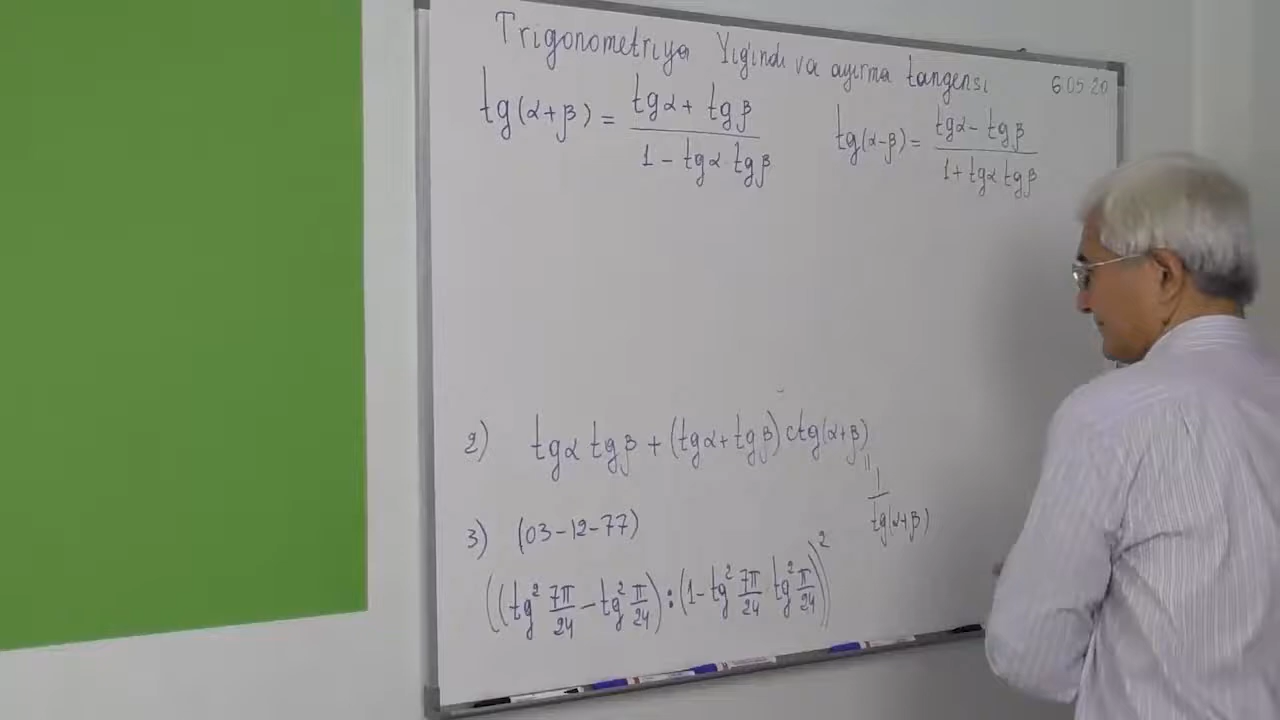 Trigonometriya Yig'indi va ayirma tangensi
6.05.20
tg(α+β) = (tgα + tgβ)/(1 − tgα tgβ)
tg(α−β) = (tgα − tgβ)/(1 + tgα tgβ)
2) tgα tgβ + (tgα + tgβ) ctg(α+β)
= 1/tg(α+β)
3) (03−12−77)
((tg² 7π/24 − tg² π/24) : (1 − tg² 7π/24 tg² π/24))²